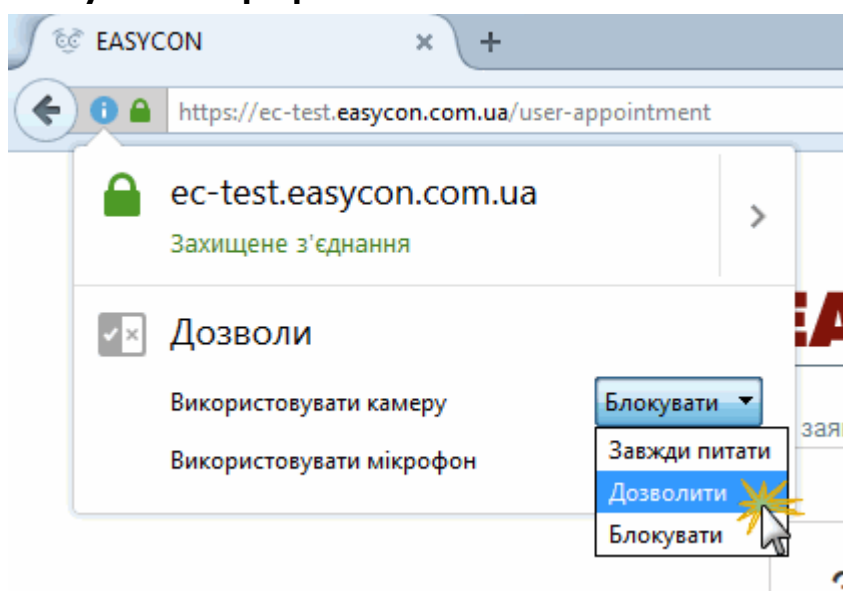 EASYCON
https://ec-test.easycon.com.ua/user-appointment
ec-test.easycon.com.ua
Захищене з'єднання
Дозволи
Використовувати камеру
Блокувати
Використовувати мікрофон
Завжди питати
Дозволити
Блокувати